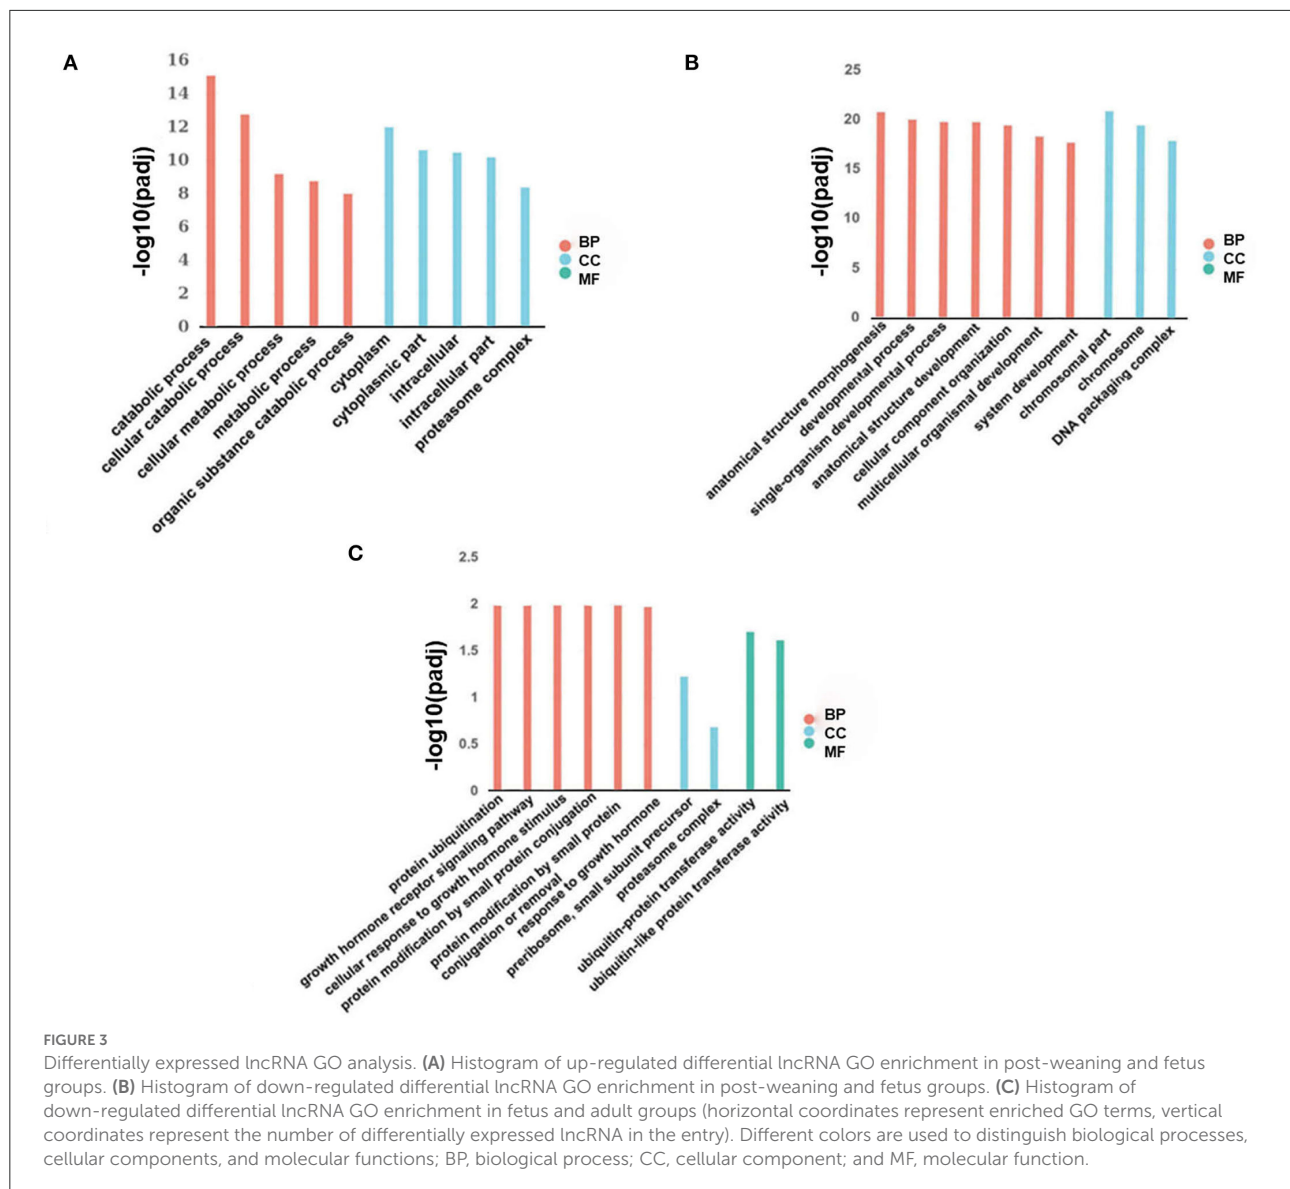 A
16
14
12
10
8
6
4
2
0
-log10(padj)
catabolic process
cellular catabolic process
cellular metabolic process
metabolic process
organic substance catabolic process
cytoplasm
cytoplasmic part
intracellular
intracellular part
proteasome complex
BP
CC
MF
B
25
20
15
10
5
0
-log10(padj)
anatomical structure morphogenesis
developmental process
single-organism developmental process
anatomical structure development
cellular component organization
multicellular organismal development
system development
chromosomal part
chromosome
DNA packaging complex
BP
CC
MF
C
2.5
2
1.5
1
0.5
0
-log10(padj)
protein ubiquitination
growth hormone receptor signaling pathway
cellular response to growth hormone stimulus
protein modification by small protein conjugation
protein modification by small protein
conjugation or removal
response to growth hormone
preribosome, small subunit precursor
proteasome complex
ubiquitin-protein transferase activity
ubiquitin-like protein transferase activity
BP
CC
MF
FIGURE 3
Differentially expressed lncRNA GO analysis. (A) Histogram of up-regulated differential lncRNA GO enrichment in post-weaning and fetus
groups. (B) Histogram of down-regulated differential lncRNA GO enrichment in post-weaning and fetus groups. (C) Histogram of
down-regulated differential lncRNA GO enrichment in fetus and adult groups (horizontal coordinates represent enriched GO terms, vertical
coordinates represent the number of differentially expressed lncRNA in the entry). Different colors are used to distinguish biological processes,
cellular components, and molecular functions; BP, biological process; CC, cellular component; and MF, molecular function.